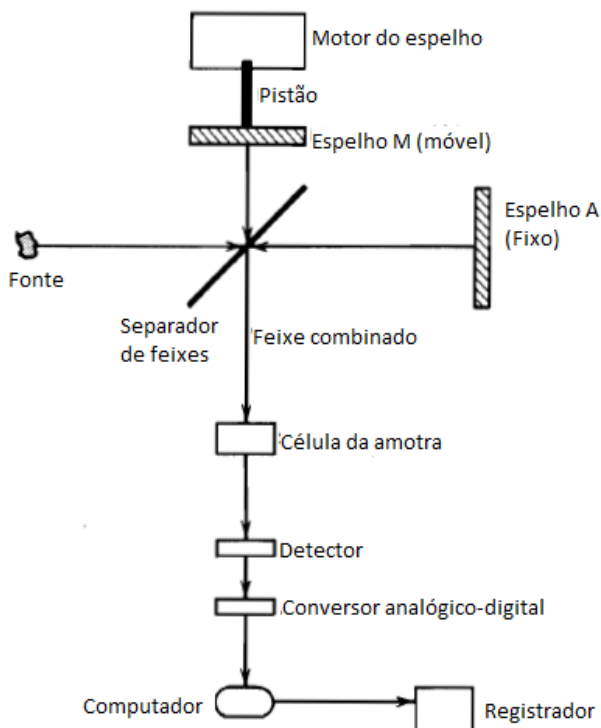 Motor do espelho
Pistão
Espelho M (móvel)
Espelho A
(Fixo)
Fonte
Separador
de feixes
Feixe combinado
Célula da amotra
Detector
Conversor analógico-digital
Computador
Registrador